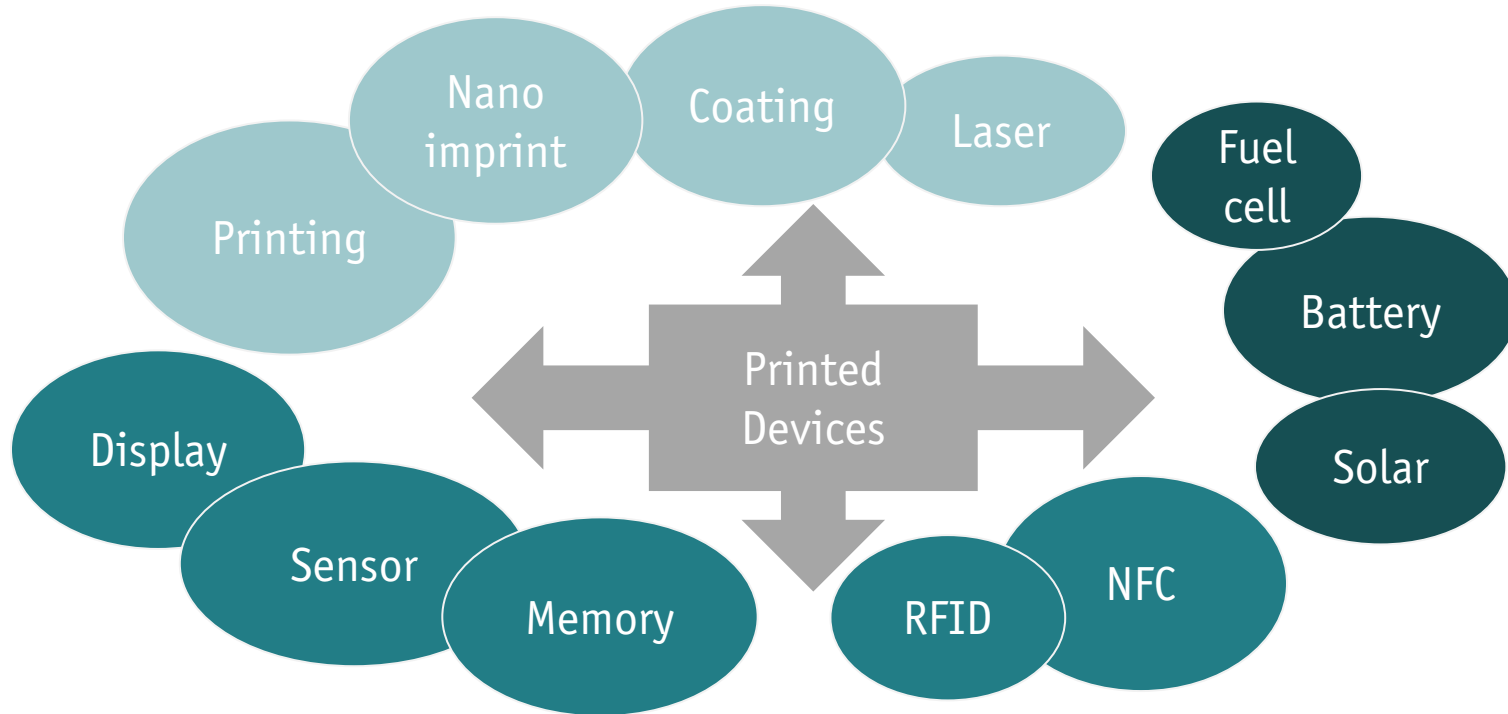 Nano
imprint
Coating
Laser
Fuel
cell
Printing
Battery
Printed
Devices
Display
Solar
Sensor
Memory
RFID
NFC